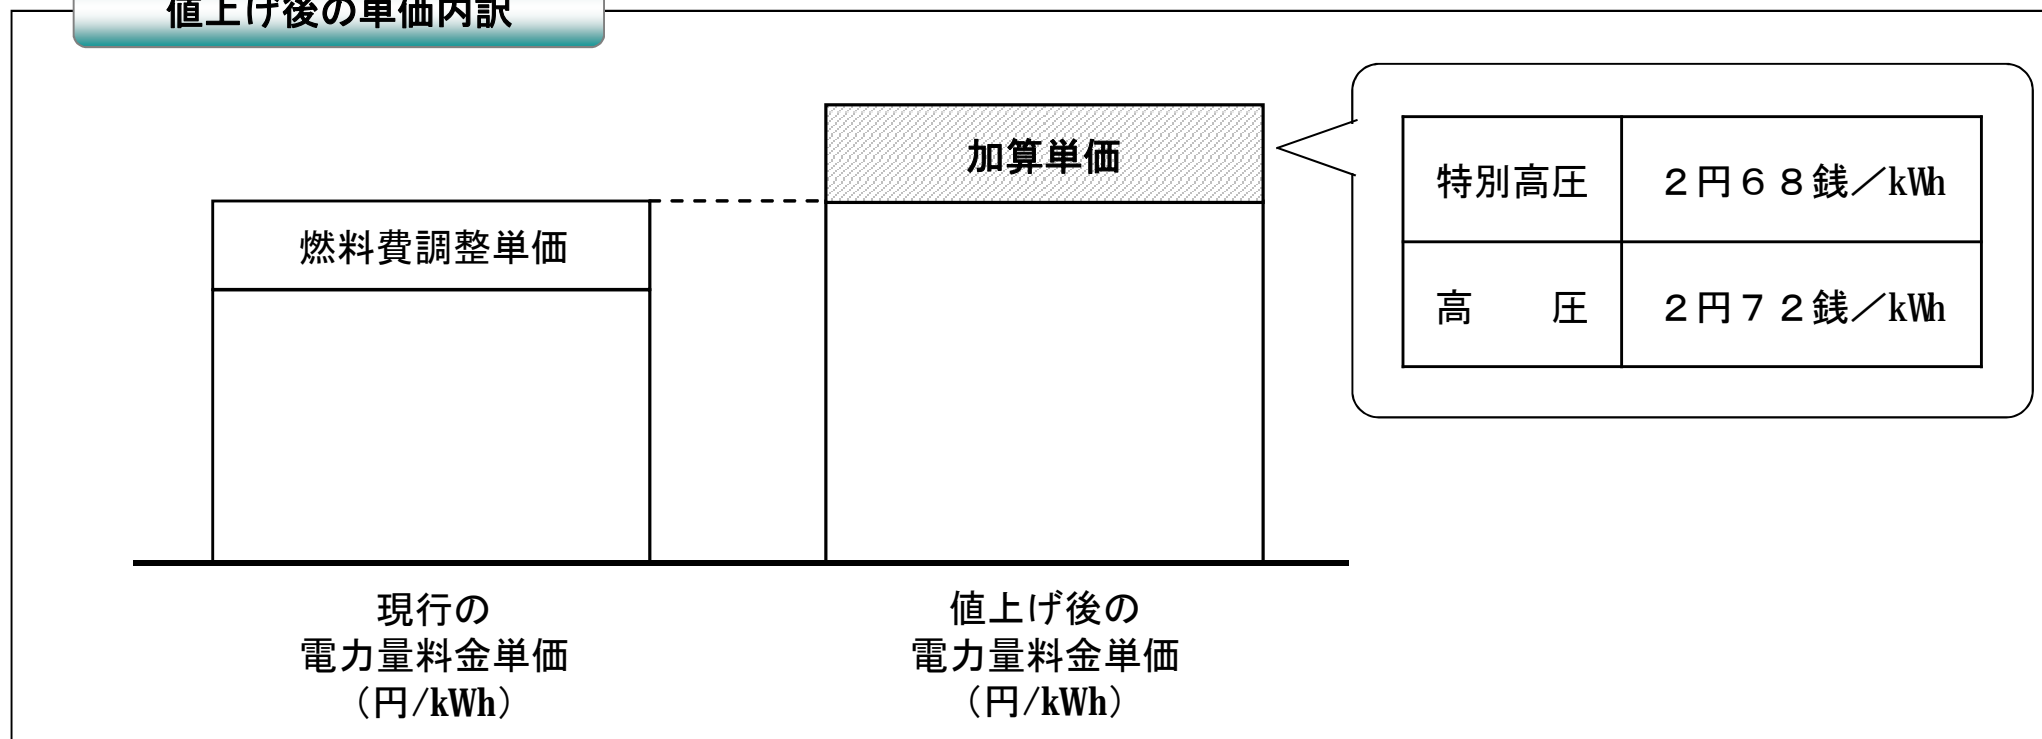 値上げ後の単価内訳
加算単価
燃料費調整単価
特別高圧 2円68銭／kWh
高　　圧 2円72銭／kWh
現行の
電力量料金単価
（円/kWh）
値上げ後の
電力量料金単価
（円/kWh）